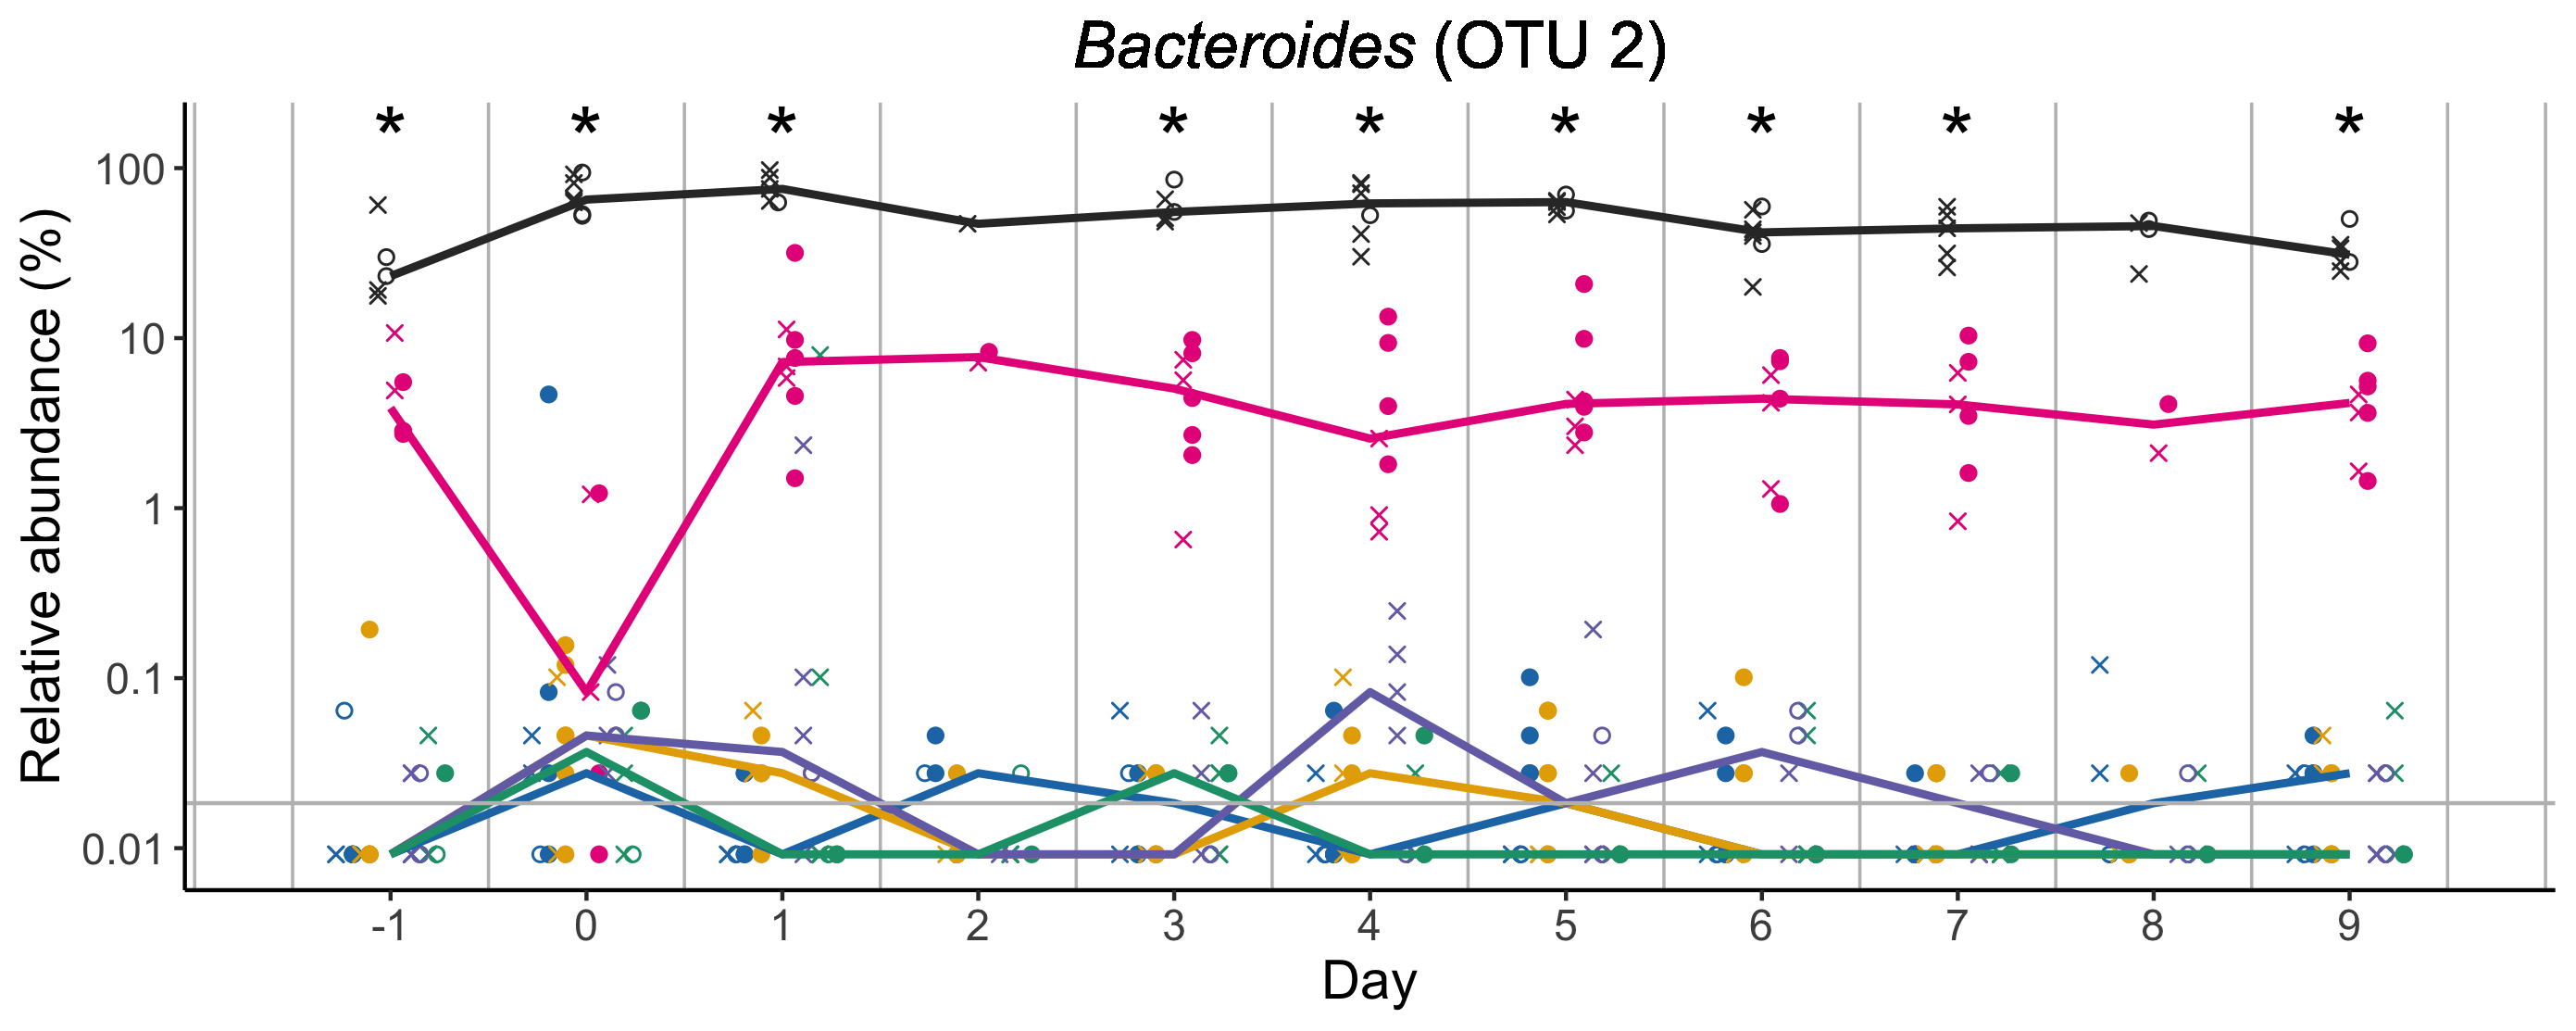 Bacteroides (OTU 2)
* * * * * * * * *
Relative abundance (%)
100
10
1
0.1
0.01
-1 0 1 2 3 4 5 6 7 8 9
Day